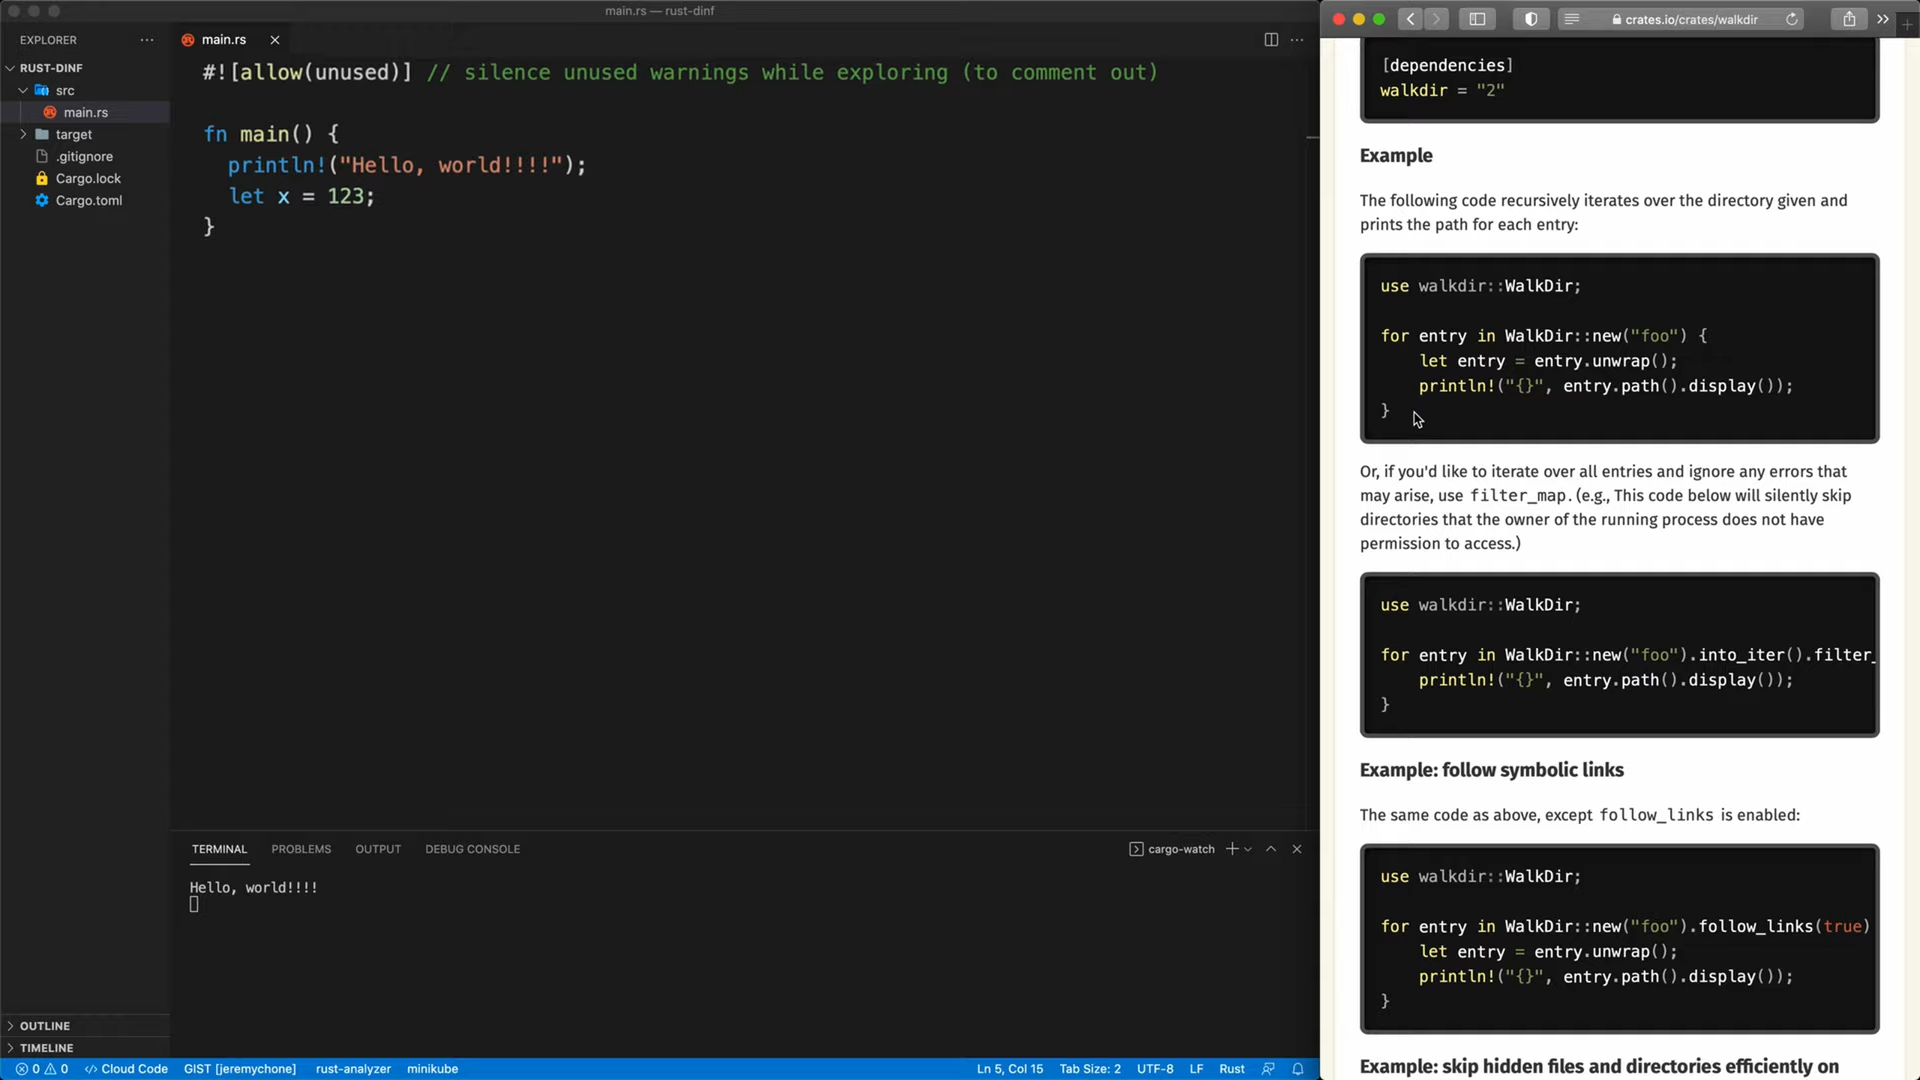 main.rs — rust-dinf
EXPLORER
RUST-DINF
src
main.rs
target
.gitignore
Cargo.lock
Cargo.toml
OUTLINE
TIMELINE
main.rs
#![allow(unused)] // silence unused warnings while exploring (to comment out)
fn main() {
println!("Hello, world!!!!");
let x = 123;
}
TERMINAL
PROBLEMS
OUTPUT
DEBUG CONSOLE
cargo-watch
Hello, world!!!!
0 0
Cloud Code
GIST [jeremychone]
rust-analyzer
minikube
Ln 5, Col 15
Tab Size: 2
UTF-8
LF
Rust
crates.io/crates/walkdir
[dependencies]
walkdir = "2"
Example
The following code recursively iterates over the directory given and
prints the path for each entry:
use walkdir::WalkDir;
for entry in WalkDir::new("foo") {
let entry = entry.unwrap();
println!("{}", entry.path().display());
}
Or, if you'd like to iterate over all entries and ignore any errors that
may arise, use filter_map. (e.g., This code below will silently skip
directories that the owner of the running process does not have
permission to access.)
use walkdir::WalkDir;
for entry in WalkDir::new("foo").into_iter().filter_
println!("{}", entry.path().display());
}
Example: follow symbolic links
The same code as above, except follow_links is enabled:
use walkdir::WalkDir;
for entry in WalkDir::new("foo").follow_links(true)
let entry = entry.unwrap();
println!("{}", entry.path().display());
}
Example: skip hidden files and directories efficiently on